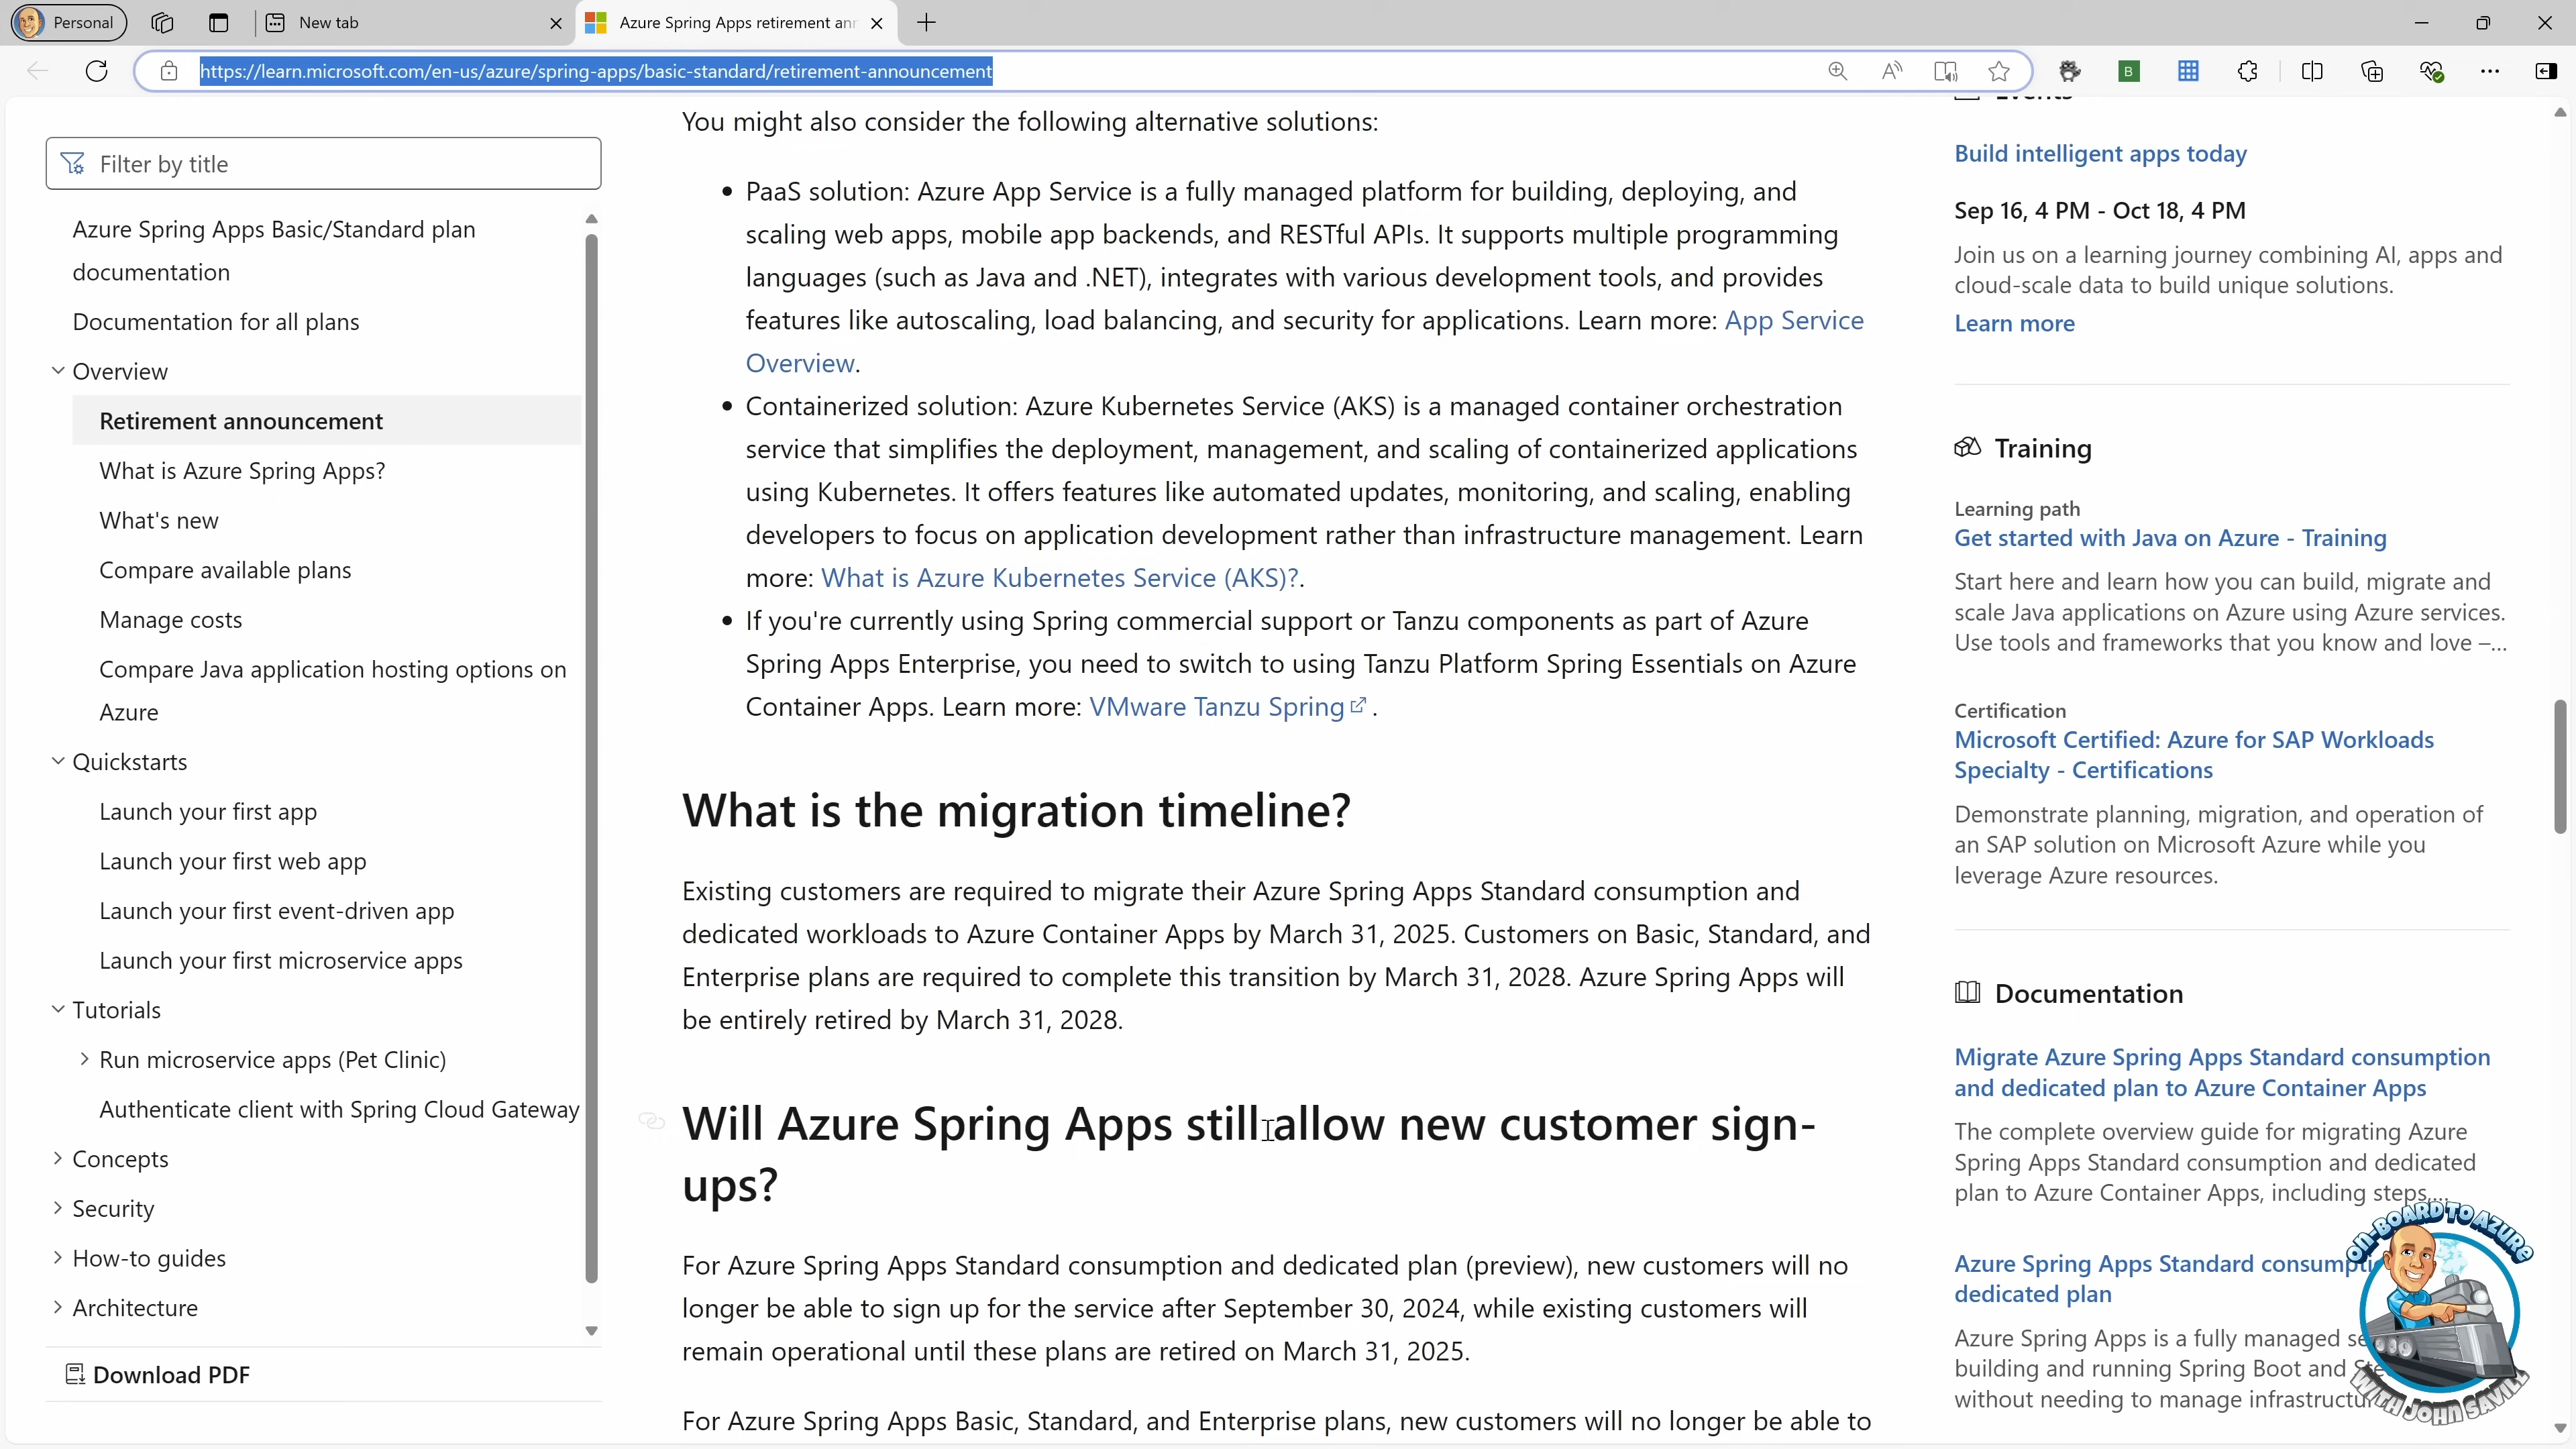 Personal
New tab
Azure Spring Apps retirement ann
https://learn.microsoft.com/en-us/azure/spring-apps/basic-standard/retirement-announcement
B
Filter by title
Azure Spring Apps Basic/Standard plan
documentation
Documentation for all plans
Overview
Retirement announcement
What is Azure Spring Apps?
What's new
Compare available plans
Manage costs
Compare Java application hosting options on
Azure
Quickstarts
Launch your first app
Launch your first web app
Launch your first event-driven app
Launch your first microservice apps
Tutorials
Run microservice apps (Pet Clinic)
Authenticate client with Spring Cloud Gateway
Concepts
Security
How-to guides
Architecture
Download PDF
You might also consider the following alternative solutions:
• PaaS solution: Azure App Service is a fully managed platform for building, deploying, and
scaling web apps, mobile app backends, and RESTful APIs. It supports multiple programming
languages (such as Java and .NET), integrates with various development tools, and provides
features like autoscaling, load balancing, and security for applications. Learn more: App Service
Overview.
• Containerized solution: Azure Kubernetes Service (AKS) is a managed container orchestration
service that simplifies the deployment, management, and scaling of containerized applications
using Kubernetes. It offers features like automated updates, monitoring, and scaling, enabling
developers to focus on application development rather than infrastructure management. Learn
more: What is Azure Kubernetes Service (AKS)?.
• If you're currently using Spring commercial support or Tanzu components as part of Azure
Spring Apps Enterprise, you need to switch to using Tanzu Platform Spring Essentials on Azure
Container Apps. Learn more: VMware Tanzu Spring.
What is the migration timeline?
Existing customers are required to migrate their Azure Spring Apps Standard consumption and
dedicated workloads to Azure Container Apps by March 31, 2025. Customers on Basic, Standard, and
Enterprise plans are required to complete this transition by March 31, 2028. Azure Spring Apps will
be entirely retired by March 31, 2028.
Will Azure Spring Apps still allow new customer sign-
ups?
For Azure Spring Apps Standard consumption and dedicated plan (preview), new customers will no
longer be able to sign up for the service after September 30, 2024, while existing customers will
remain operational until these plans are retired on March 31, 2025.
For Azure Spring Apps Basic, Standard, and Enterprise plans, new customers will no longer be able to
Events
Build intelligent apps today
Sep 16, 4 PM - Oct 18, 4 PM
Join us on a learning journey combining AI, apps and
cloud-scale data to build unique solutions.
Learn more
Training
Learning path
Get started with Java on Azure - Training
Start here and learn how you can build, migrate and
scale Java applications on Azure using Azure services.
Use tools and frameworks that you know and love –...
Certification
Microsoft Certified: Azure for SAP Workloads
Specialty - Certifications
Demonstrate planning, migration, and operation of
an SAP solution on Microsoft Azure while you
leverage Azure resources.
Documentation
Migrate Azure Spring Apps Standard consumption
and dedicated plan to Azure Container Apps
The complete overview guide for migrating Azure
Spring Apps Standard consumption and dedicated
plan to Azure Container Apps, including steps,...
Azure Spring Apps Standard consumpti
dedicated plan
Azure Spring Apps is a fully managed se
building and running Spring Boot and Ste
without needing to manage infrastructu
ON-BOARD TO AZURE
WITH JOHN SAVILL